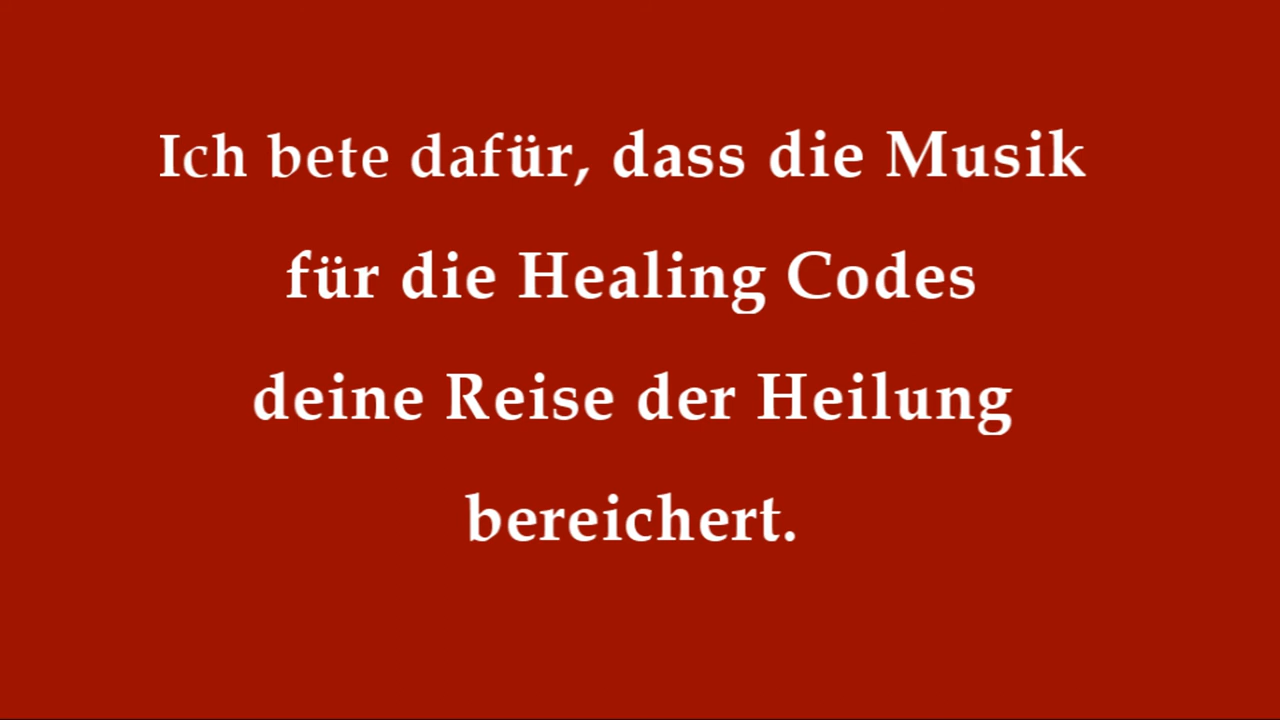 Ich bete dafür, dass die Musik
für die Healing Codes
deine Reise der Heilung
bereichert.